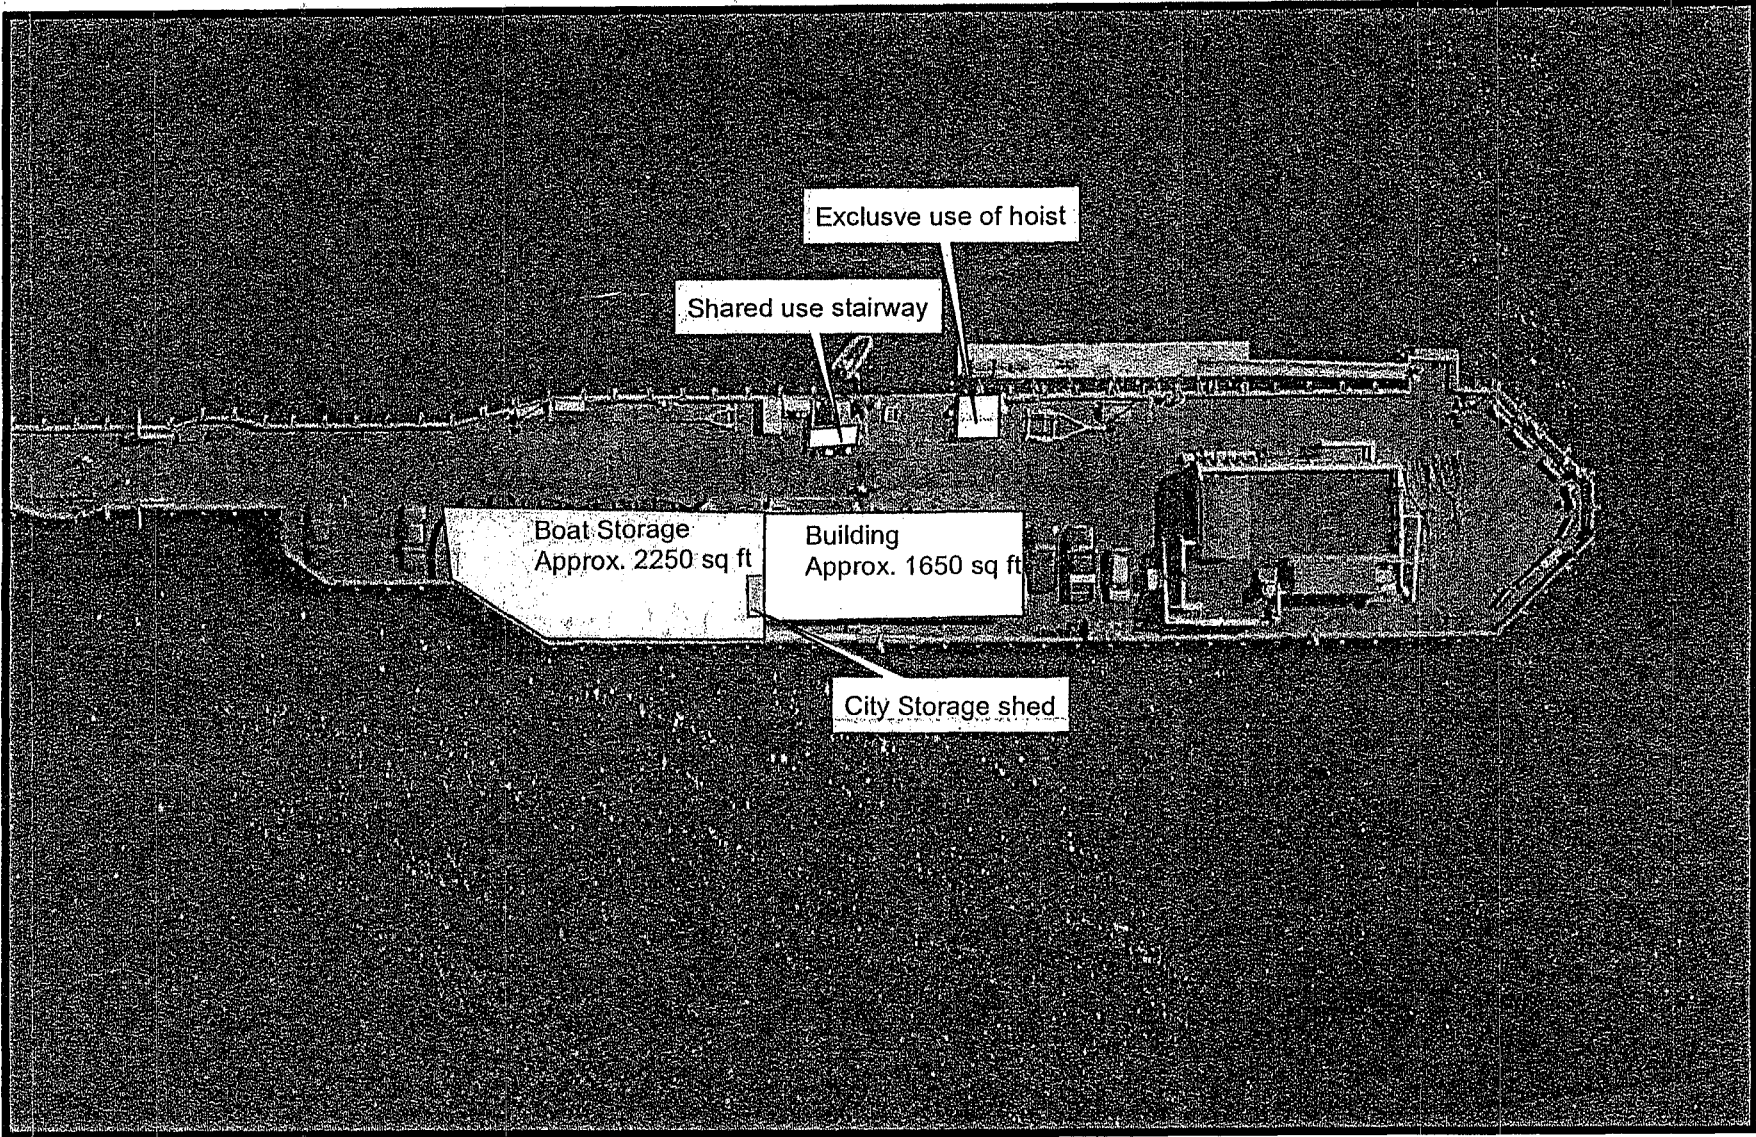 Exclusve use of hoist
Shared use stairway
Boat Storage
Approx. 2250 sq ft
Building
Approx. 1650 sq ft
City Storage shed